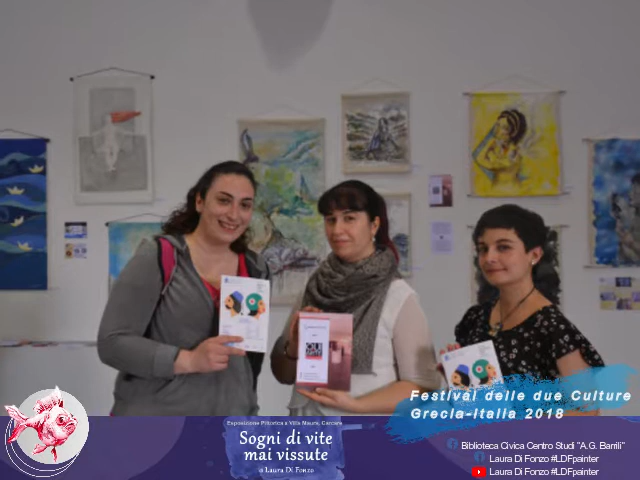 Festival delle due Culture
Grecia-Italia 2018
Esposizione Pittorica a Villa Maura, Carcare
Sogni di vite
mai vissute
di Laura Di Fonzo
Biblioteca Civica Centro Studi "A.G. Barrili"
Laura Di Fonzo #LDFpainter
Laura Di Fonzo #LDFpainter